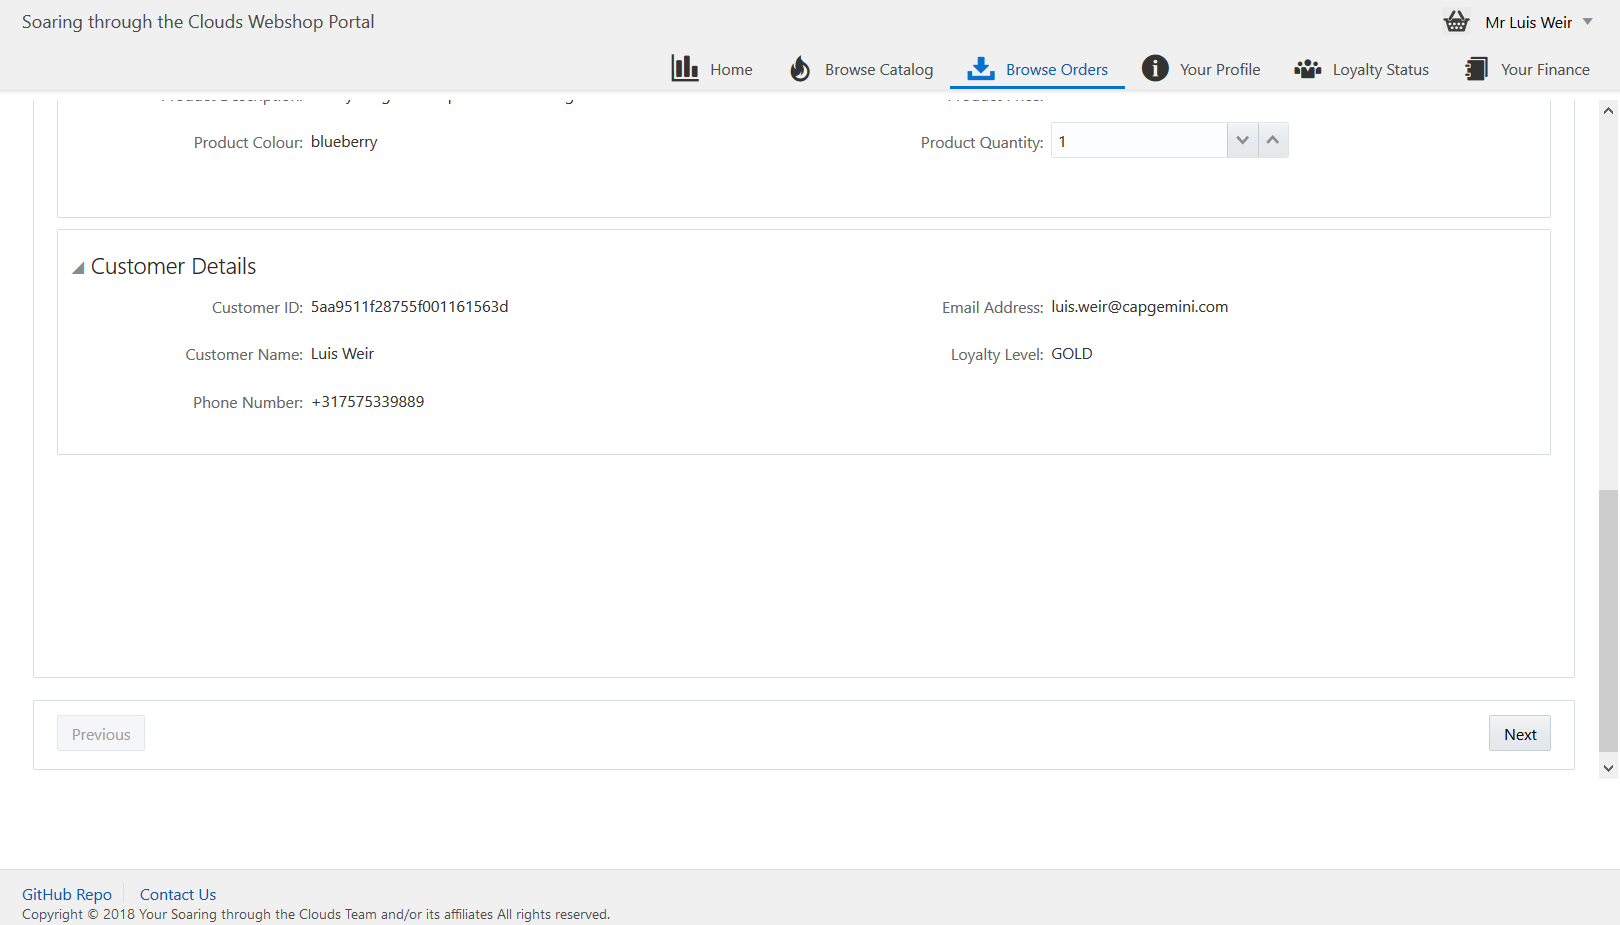 Soaring through the Clouds Webshop Portal
Mr Luis Weir
Home Browse Catalog Browse Orders Your Profile Loyalty Status Your Finance
Product Colour: blueberry Product Quantity: 1
Customer Details
Customer ID: 5aa9511f28755f001161563d Email Address: luis.weir@capgemini.com
Customer Name: Luis Weir Loyalty Level: GOLD
Phone Number: +317575339889
Previous Next
GitHub Repo Contact Us
Copyright © 2018 Your Soaring through the Clouds Team and/or its affiliates All rights reserved.